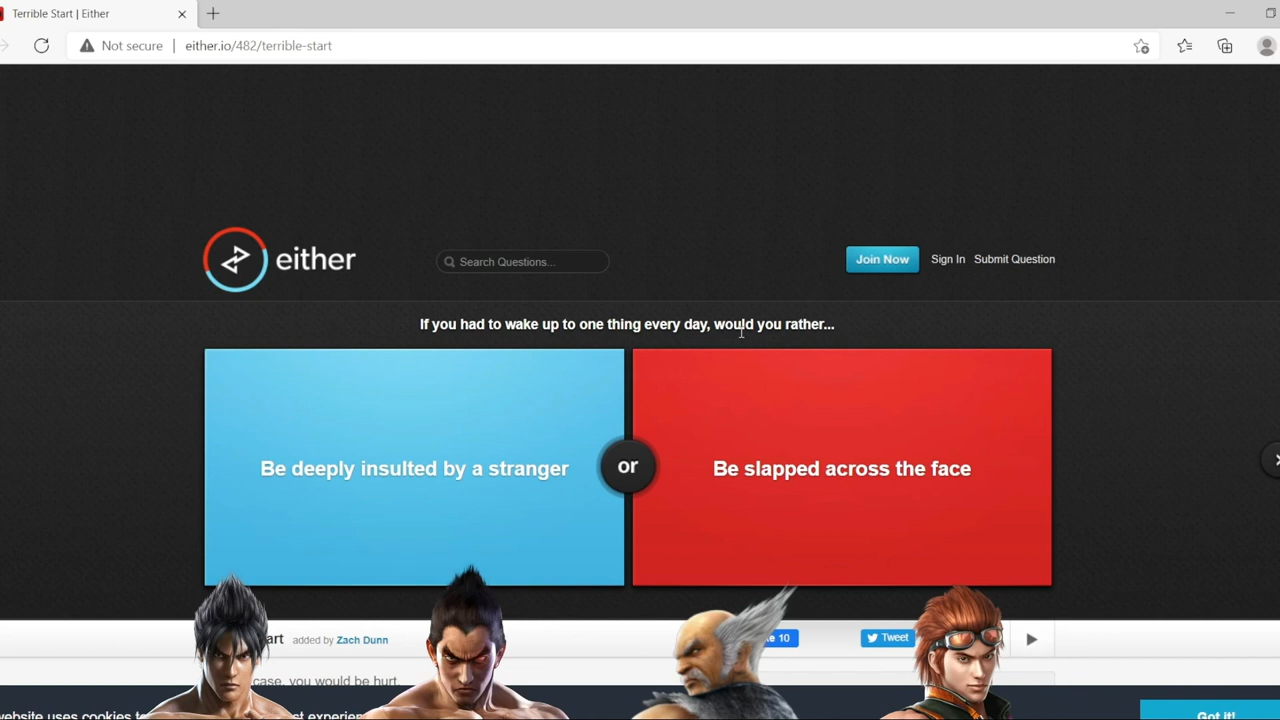 Terrible Start | Either
Not secure | either.io/482/terrible-start
either
Search Questions...
Join Now
Sign In
Submit Question
If you had to wake up to one thing every day, would you rather...
Be deeply insulted by a stranger
or
Be slapped across the face
added by Zach Dunn
10
Tweet
case, you would be hurt.
website uses cookies
Got it!